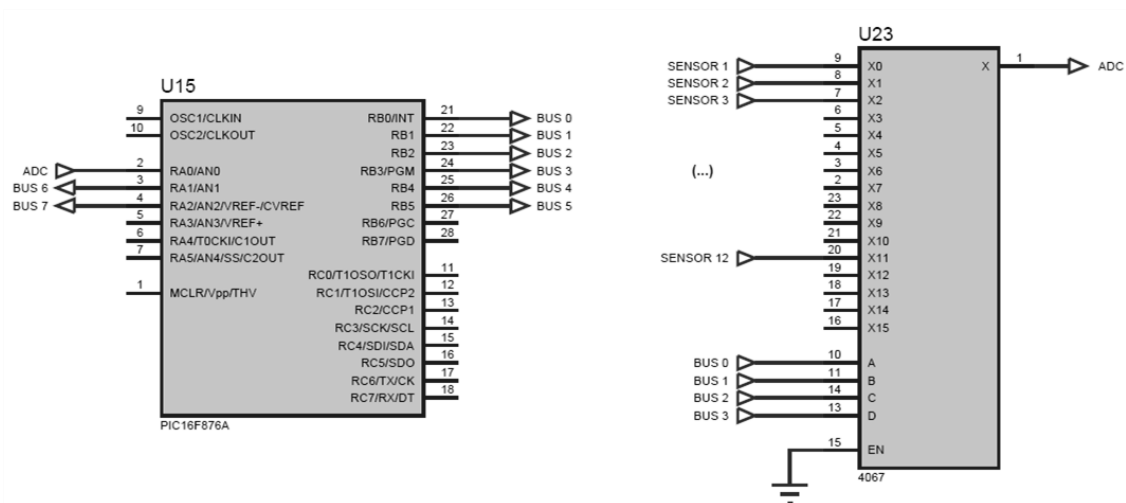 U15
9 OSC1/CLKIN
10 OSC2/CLKOUT
ADC 2 RA0/AN0
BUS 6 3 RA1/AN1
BUS 7 4 RA2/AN2/VREF-/CVREF
5 RA3/AN3/VREF+
6 RA4/T0CKI/C1OUT
7 RA5/AN4/SS/C2OUT
1 MCLR/Vpp/THV
RB0/INT 21 BUS 0
RB1 22 BUS 1
RB2 23 BUS 2
RB3/PGM 24 BUS 3
RB4 25 BUS 4
RB5 26 BUS 5
RB6/PGC 27
RB7/PGD 28
RC0/T1OSO/T1CKI 11
RC1/T1OSI/CCP2 12
RC2/CCP1 13
RC3/SCK/SCL 14
RC4/SDI/SDA 15
RC5/SDO 16
RC6/TX/CK 17
RC7/RX/DT 18
PIC16F876A
U23
SENSOR 1 9 X0 X 1 ADC
SENSOR 2 8 X1
SENSOR 3 7 X2
6 X3
5 X4
4 X5
(...) 3 X6
2 X7
23 X8
22 X9
21 X10
SENSOR 12 20 X11
19 X12
18 X13
17 X14
16 X15
BUS 0 10 A
BUS 1 11 B
BUS 2 14 C
BUS 3 13 D
15 EN
4067